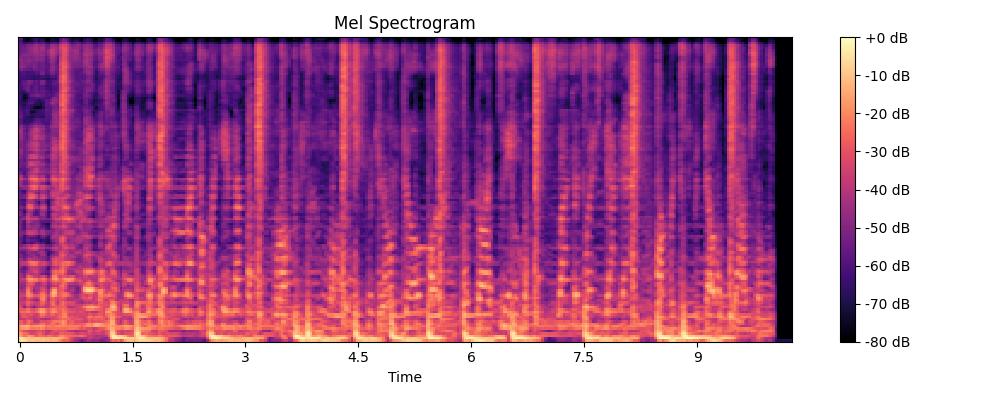 Mel Spectrogram
+0 dB
-10 dB
-20 dB
-30 dB
-40 dB
-50 dB
-60 dB
-70 dB
-80 dB
0 1.5 3 4.5 6 7.5 9
Time